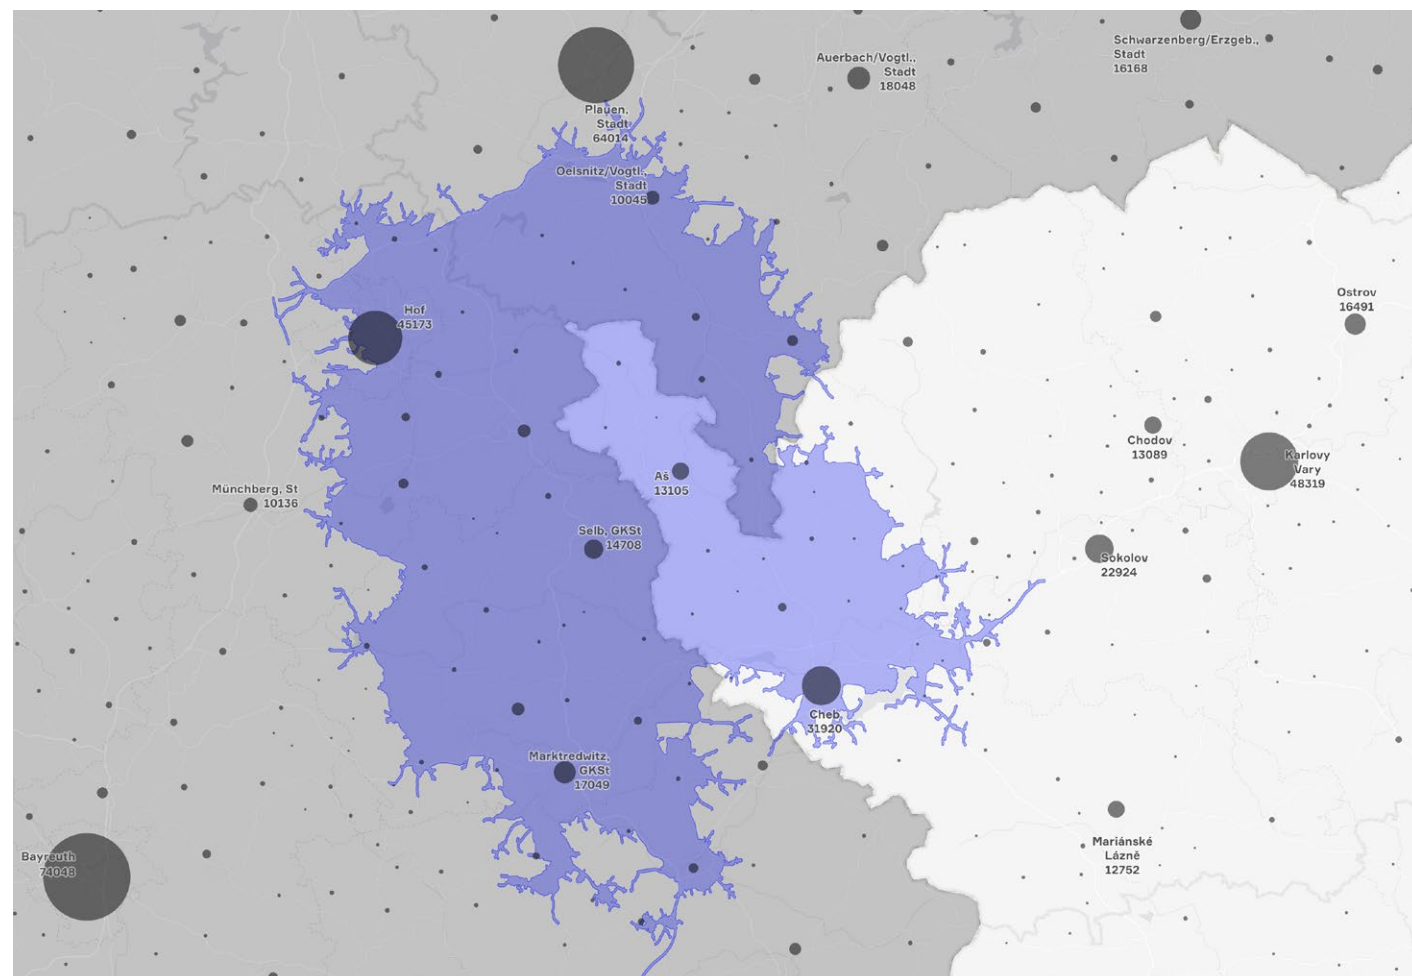 Schwarzenberg/Erzgeb.,
Stadt
16168
Auerbach/Vogtl.,
Stadt
18048
Plauen,
Stadt
64014
Oelsnitz/Vogtl.,
Stadt
10045
Ostrov
16491
Hof
45173
Chodov
13089
Karlovy
Vary
48319
Aš
13105
Münchberg, St
10136
Selb, GKSt
14708
Sokolov
22924
Cheb
31920
Marktredwitz,
GKSt
17049
Mariánské
Lázně
12752
Bayreuth
74048